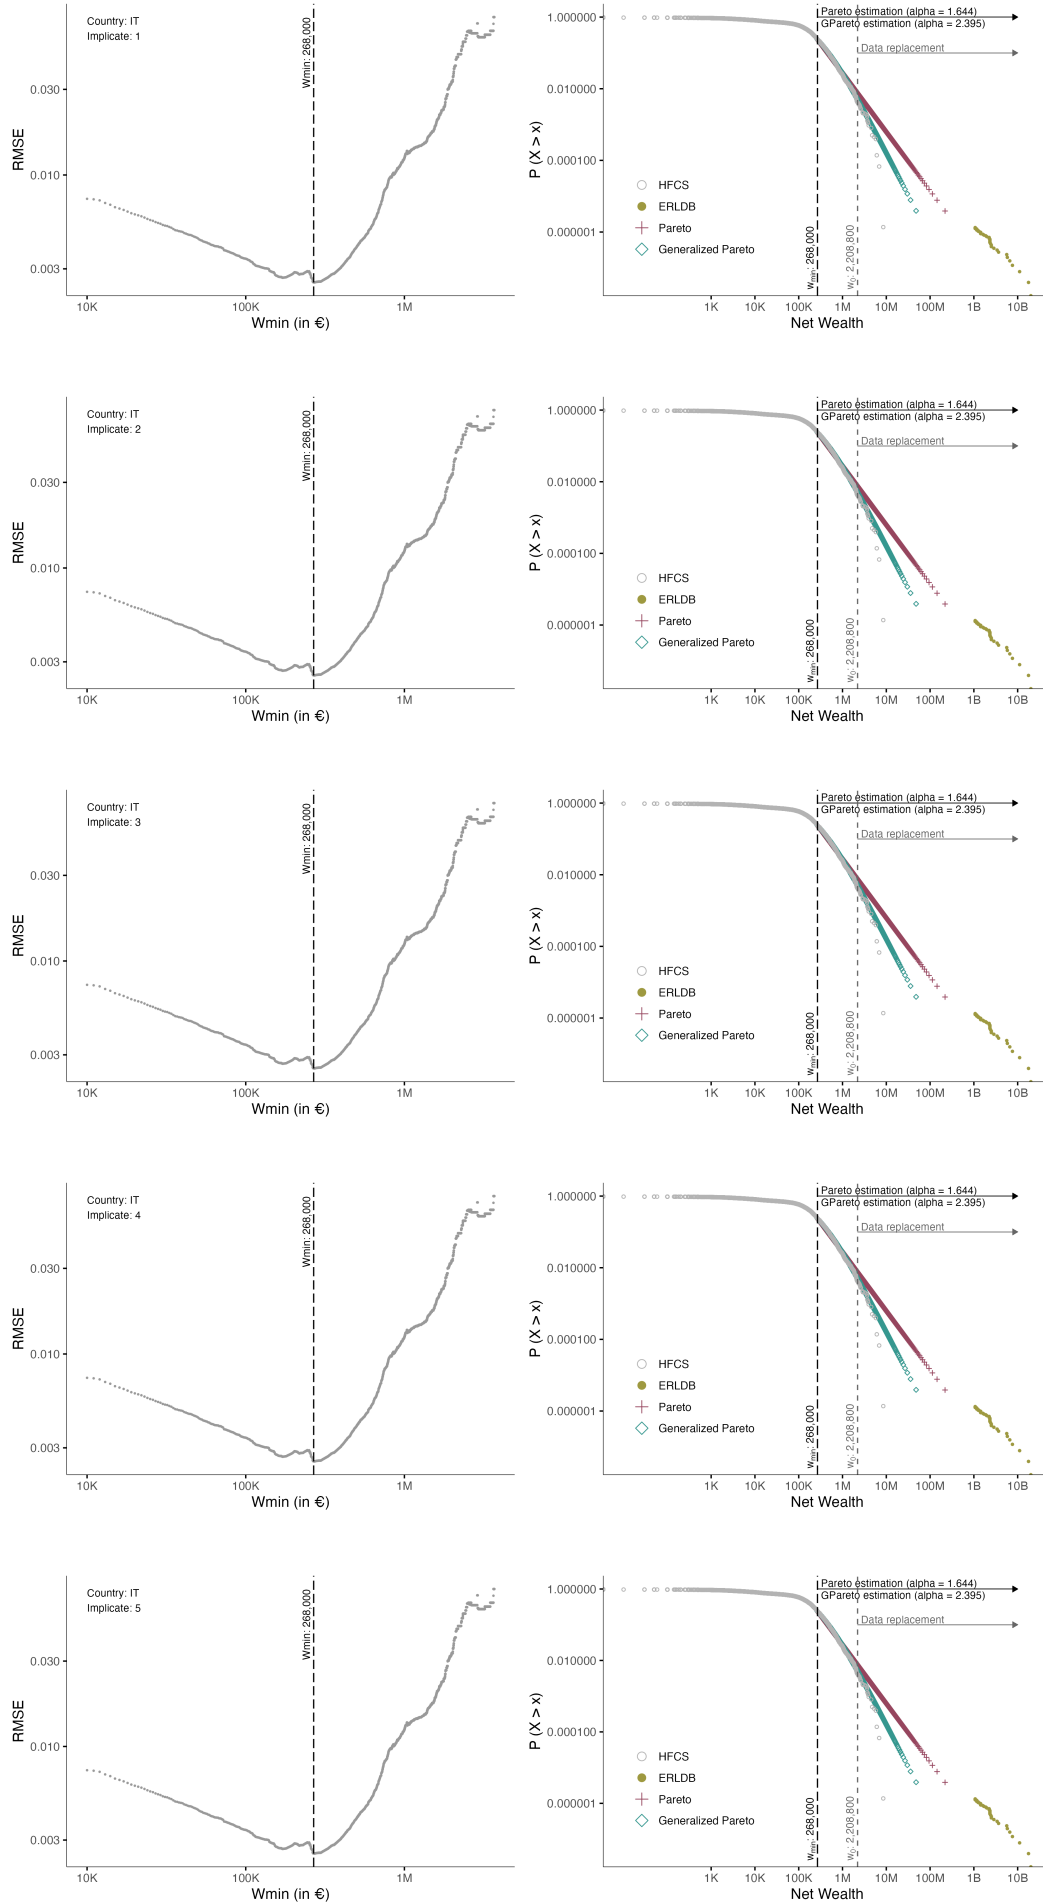 Country: IT
Implicate: 1
Wmin: 268,000
RMSE
0.030
0.010
0.003
10K
100K
1M
Wmin (in €)
Pareto estimation (alpha = 1.644)
GPareto estimation (alpha = 2.395)
Data replacement
P (X > x)
1.000000
0.010000
0.000100
0.000001
HFCS
ERLDB
Pareto
Generalized Pareto
wmin: 268,000
w0: 2,208,800
1K
10K
100K
1M
10M
100M
1B
10B
Net Wealth
Country: IT
Implicate: 2
Wmin: 268,000
RMSE
0.030
0.010
0.003
10K
100K
1M
Wmin (in €)
Pareto estimation (alpha = 1.644)
GPareto estimation (alpha = 2.395)
Data replacement
P (X > x)
1.000000
0.010000
0.000100
0.000001
HFCS
ERLDB
Pareto
Generalized Pareto
wmin: 268,000
w0: 2,208,800
1K
10K
100K
1M
10M
100M
1B
10B
Net Wealth
Country: IT
Implicate: 3
Wmin: 268,000
RMSE
0.030
0.010
0.003
10K
100K
1M
Wmin (in €)
Pareto estimation (alpha = 1.644)
GPareto estimation (alpha = 2.395)
Data replacement
P (X > x)
1.000000
0.010000
0.000100
0.000001
HFCS
ERLDB
Pareto
Generalized Pareto
wmin: 268,000
w0: 2,208,800
1K
10K
100K
1M
10M
100M
1B
10B
Net Wealth
Country: IT
Implicate: 4
Wmin: 268,000
RMSE
0.030
0.010
0.003
10K
100K
1M
Wmin (in €)
Pareto estimation (alpha = 1.644)
GPareto estimation (alpha = 2.395)
Data replacement
P (X > x)
1.000000
0.010000
0.000100
0.000001
HFCS
ERLDB
Pareto
Generalized Pareto
wmin: 268,000
w0: 2,208,800
1K
10K
100K
1M
10M
100M
1B
10B
Net Wealth
Country: IT
Implicate: 5
Wmin: 268,000
RMSE
0.030
0.010
0.003
10K
100K
1M
Wmin (in €)
Pareto estimation (alpha = 1.644)
GPareto estimation (alpha = 2.395)
Data replacement
P (X > x)
1.000000
0.010000
0.000100
0.000001
HFCS
ERLDB
Pareto
Generalized Pareto
wmin: 268,000
w0: 2,208,800
1K
10K
100K
1M
10M
100M
1B
10B
Net Wealth